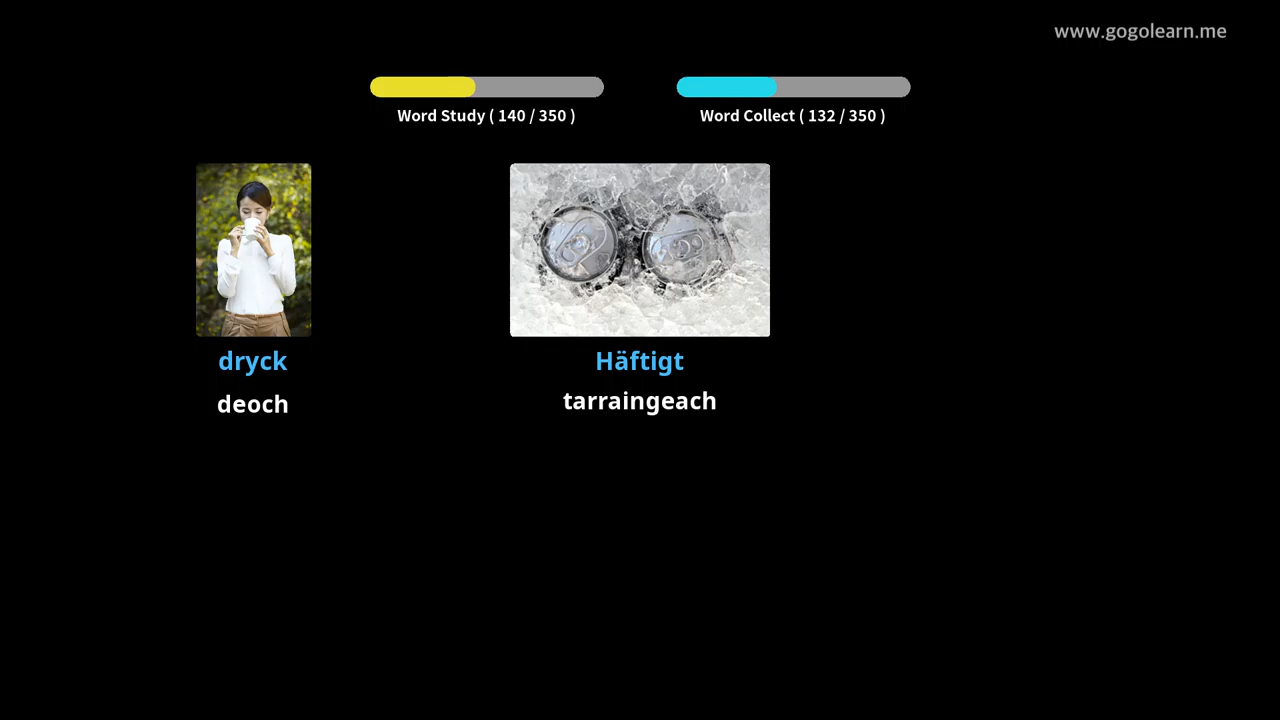 www.gogolearn.me
Word Study ( 140 / 350 )
Word Collect ( 132 / 350 )
dryck
Häftigt
deoch
tarraingeach